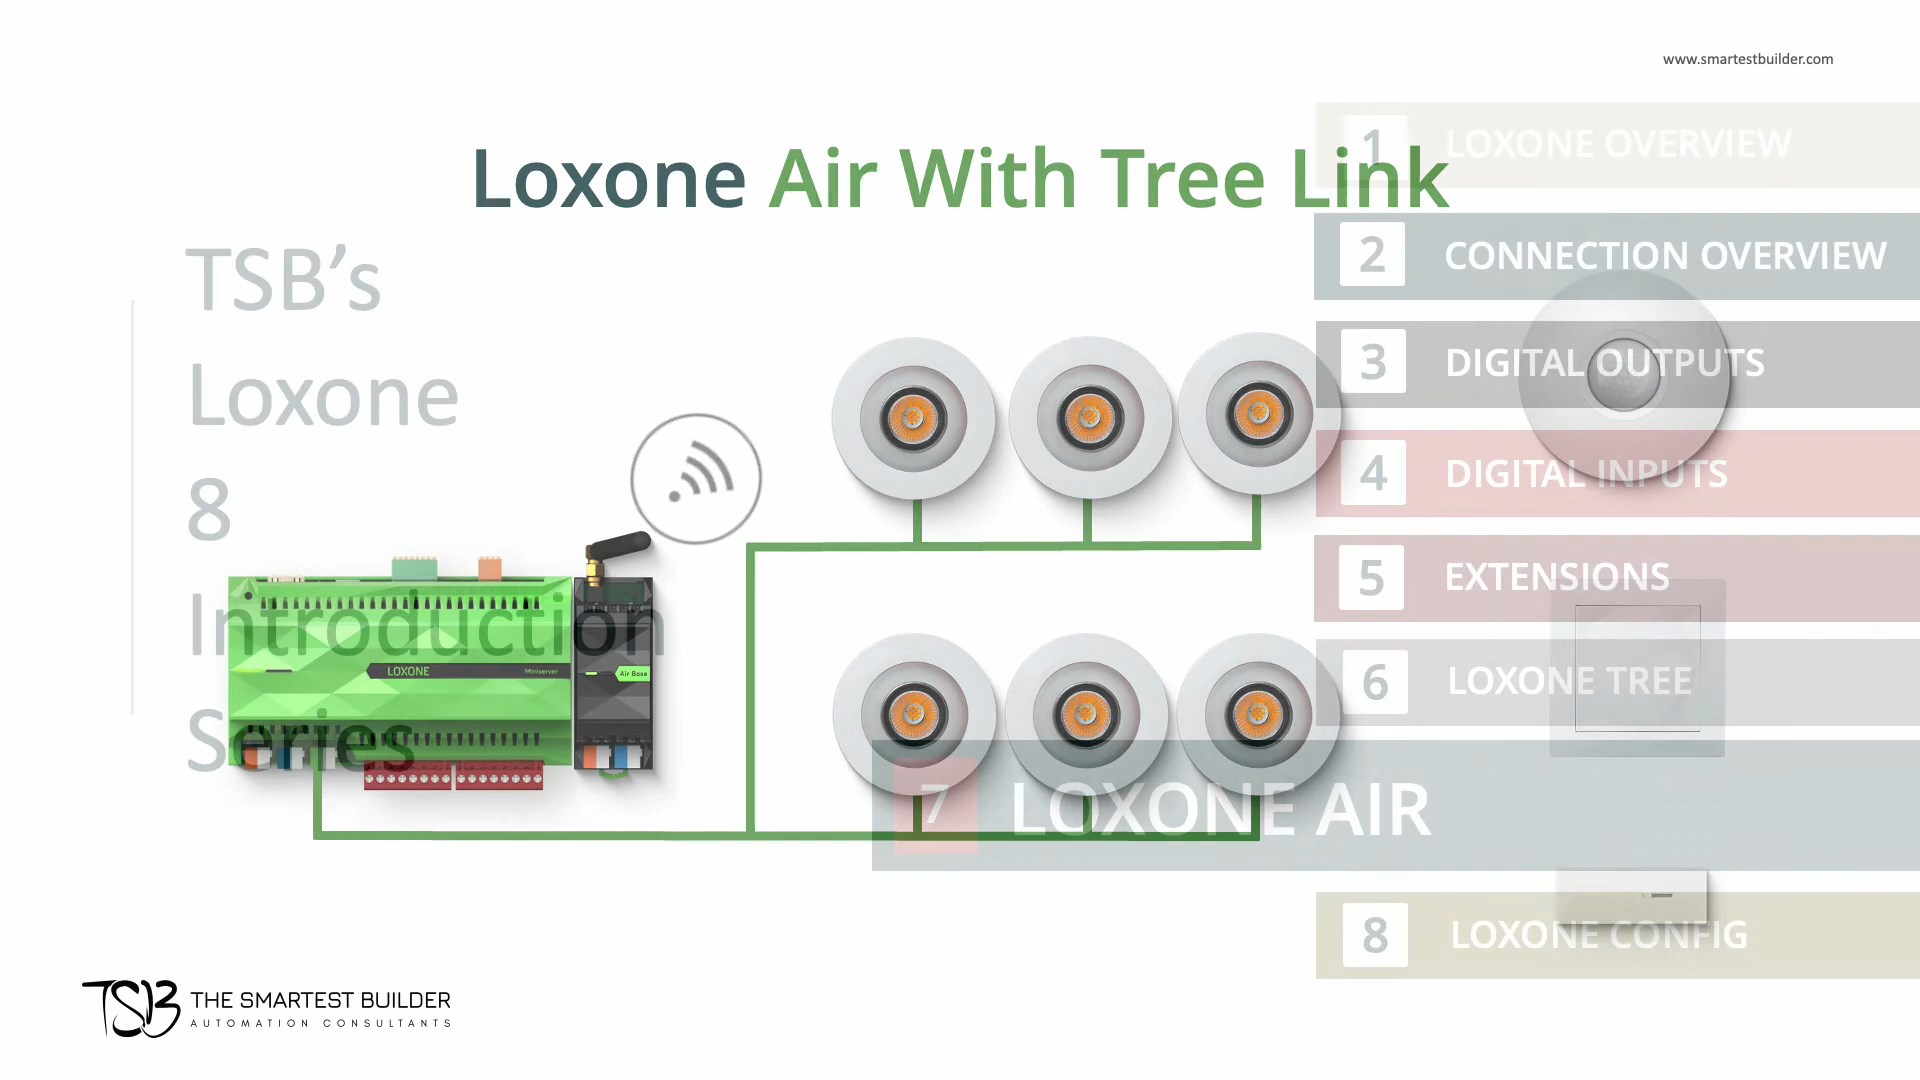 www.smartestbuilder.com
Loxone Air With Tree Link
TSB's
Loxone
8
Introduction
Series
1 LOXONE OVERVIEW
2 CONNECTION OVERVIEW
3 DIGITAL OUTPUTS
4 DIGITAL INPUTS
5 EXTENSIONS
6 LOXONE TREE
7 LOXONE AIR
8 LOXONE CONFIG
LOXONE Miniserver
Air Base
TSB THE SMARTEST BUILDER
AUTOMATION CONSULTANTS